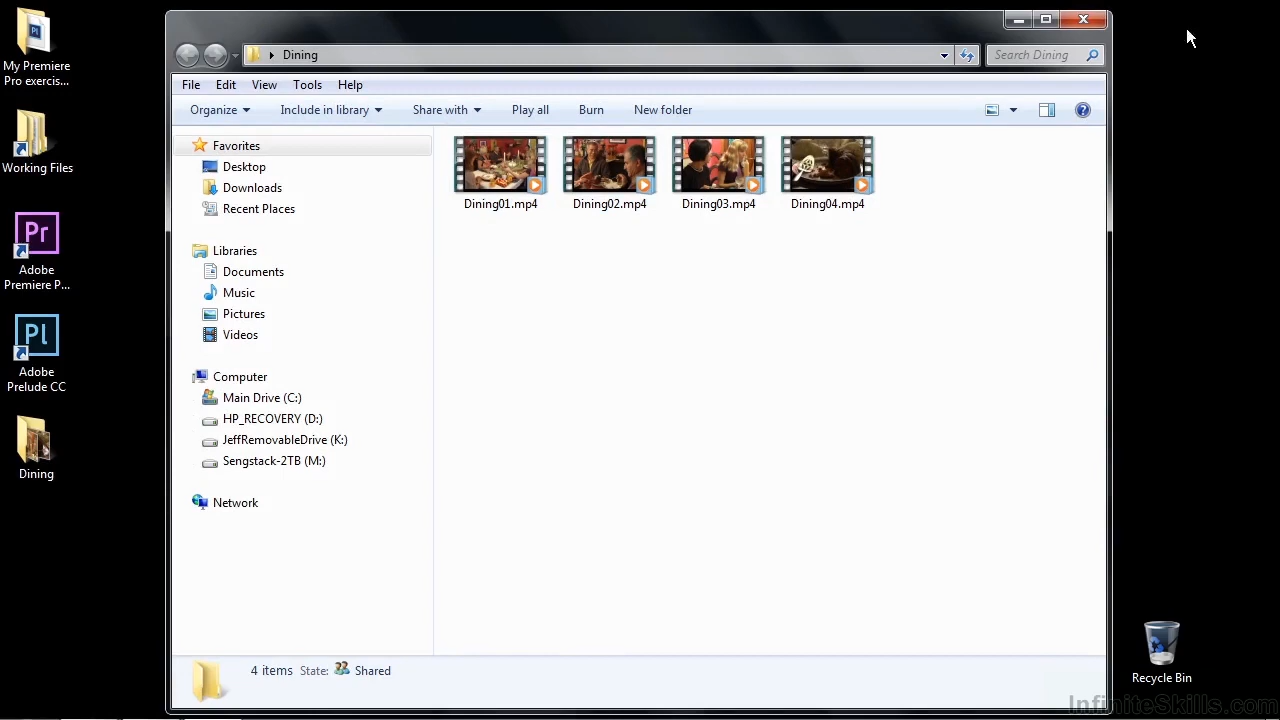 My Premiere
Pro exercis...
Working Files
Pr
Adobe
Premiere P...
Pl
Adobe
Prelude CC
Dining
Dining
Search Dining
File Edit View Tools Help
Organize Include in library Share with Play all Burn New folder
Favorites
Desktop
Downloads
Recent Places
Libraries
Documents
Music
Pictures
Videos
Computer
Main Drive (C:)
HP_RECOVERY (D:)
JeffRemovableDrive (K:)
Sengstack-2TB (M:)
Network
Dining01.mp4 Dining02.mp4 Dining03.mp4 Dining04.mp4
4 items State: Shared
Recycle Bin
InfiniteSkills.com